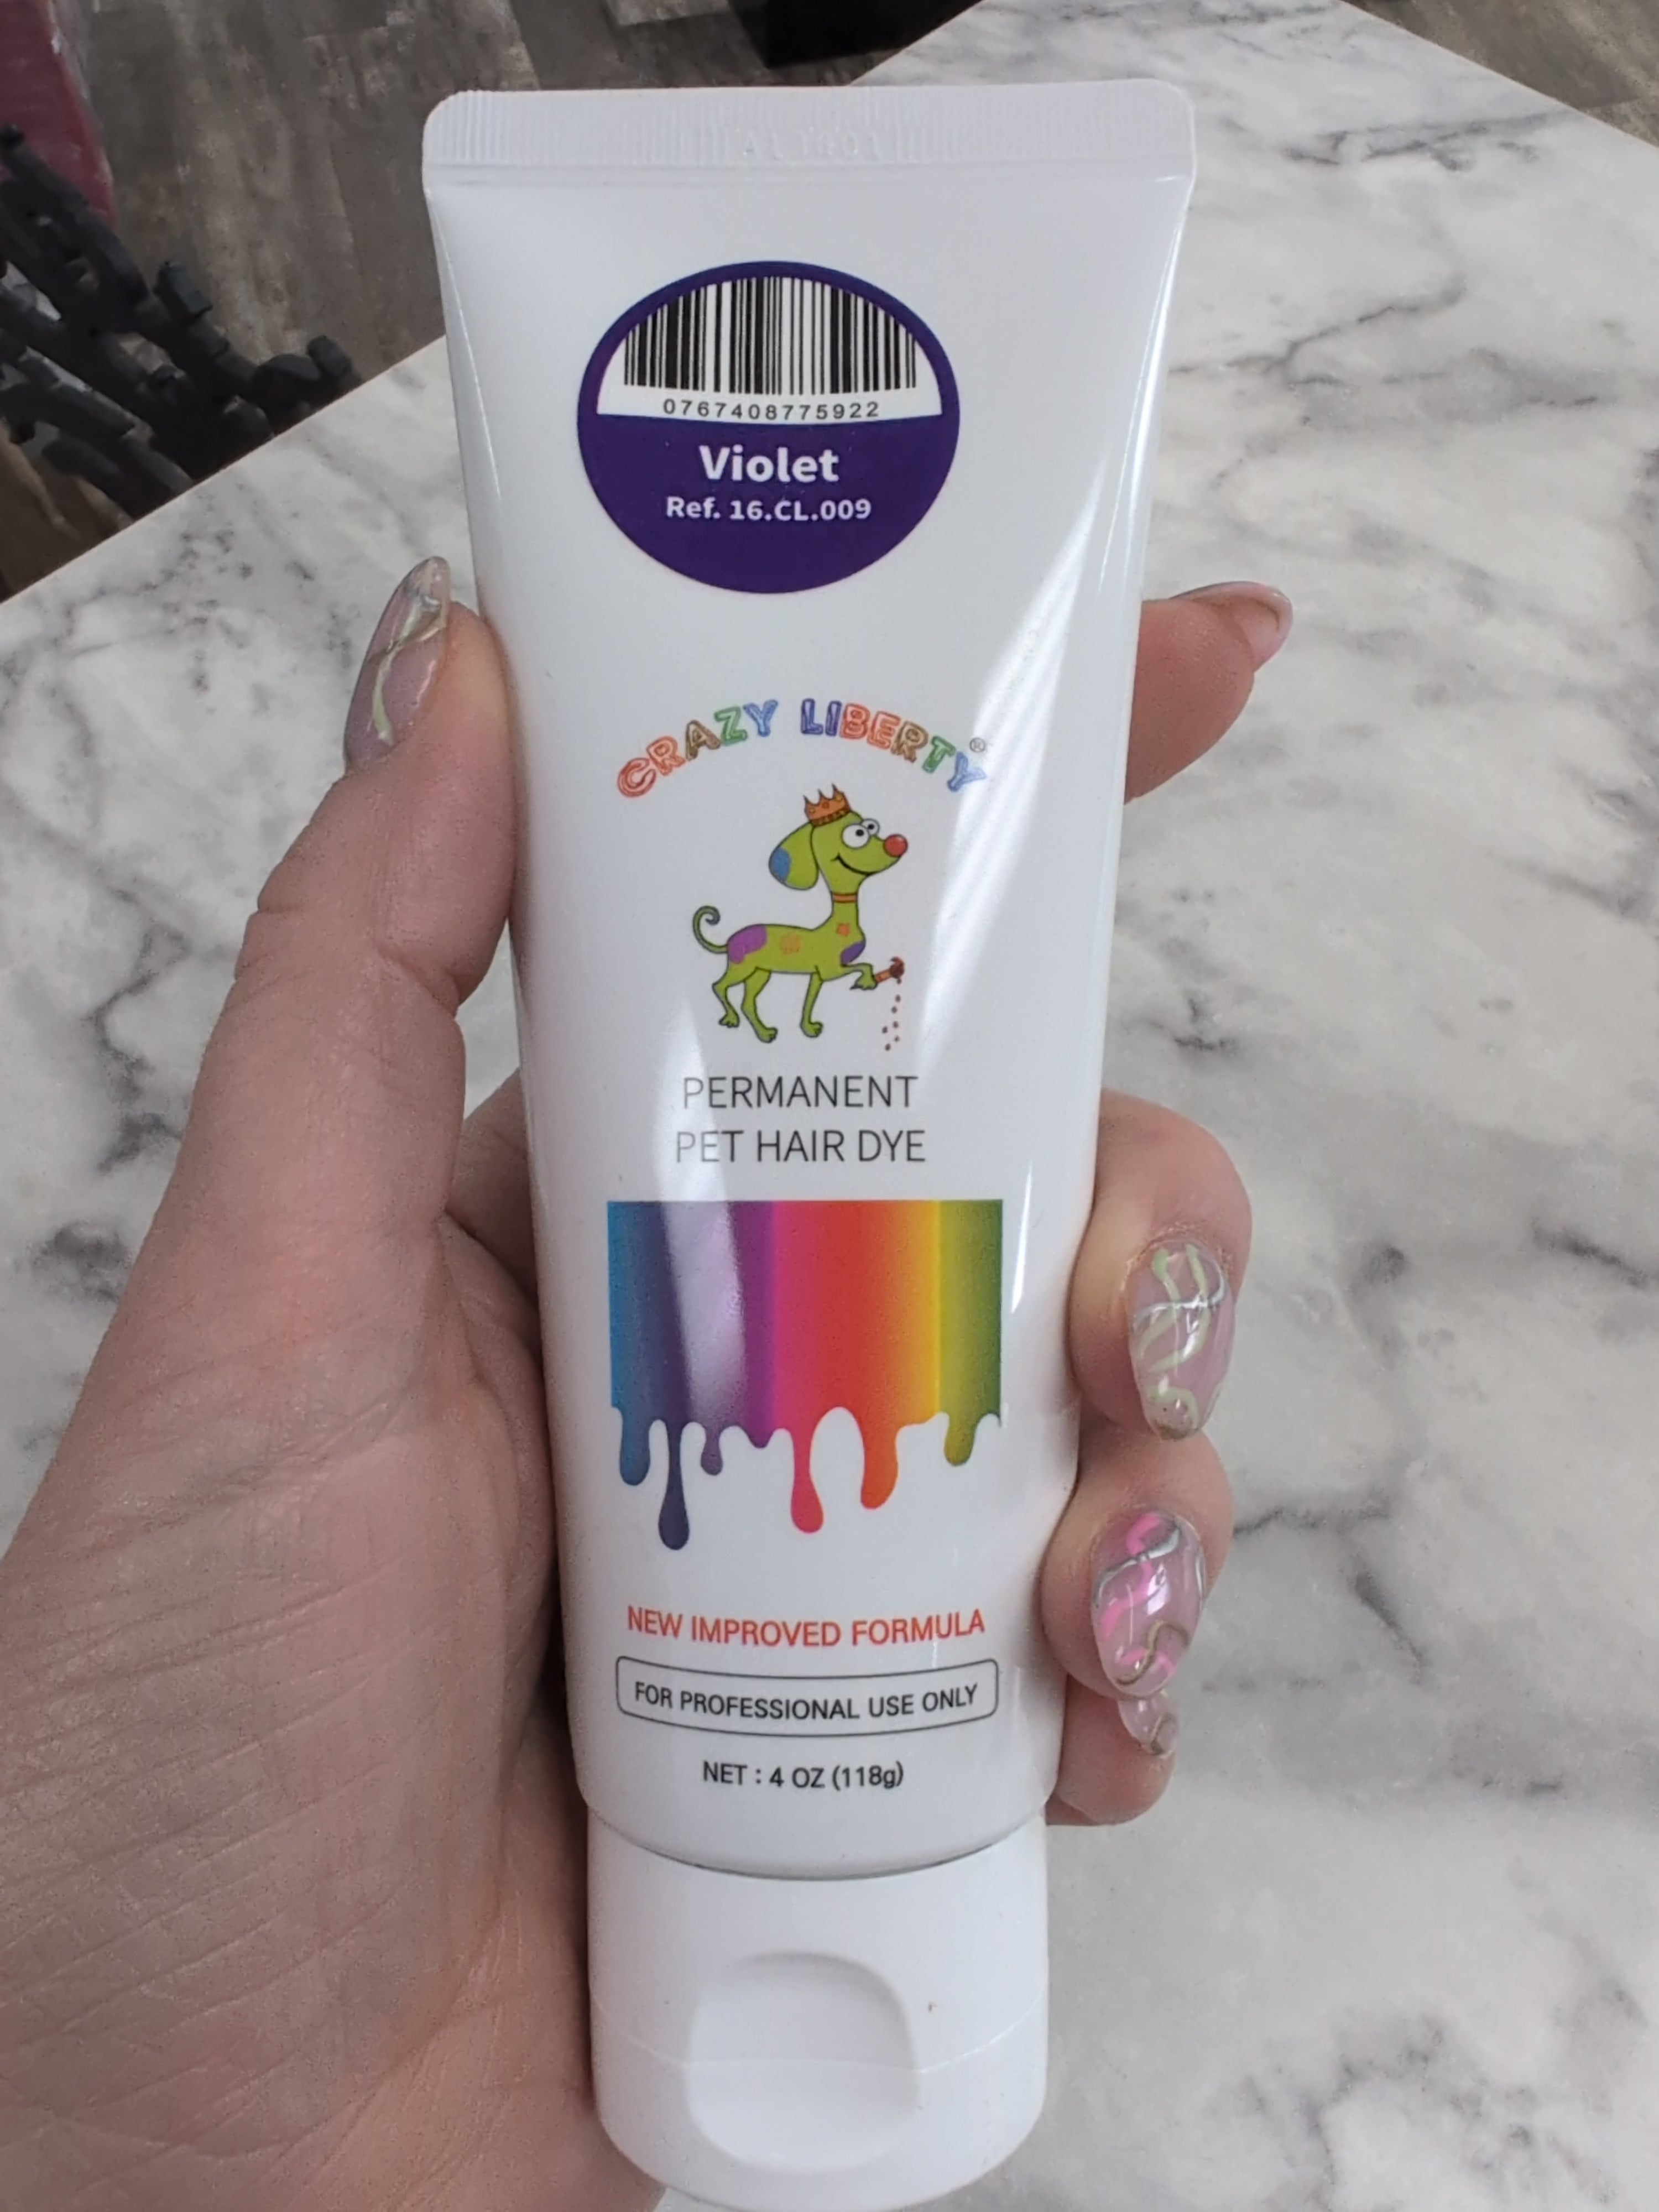 0767408775922
Violet
Ref. 16.CL.009
CRAZY LIBERTY®
PERMANENT
PET HAIR DYE
NEW IMPROVED FORMULA
FOR PROFESSIONAL USE ONLY
NET : 4 OZ (118g)